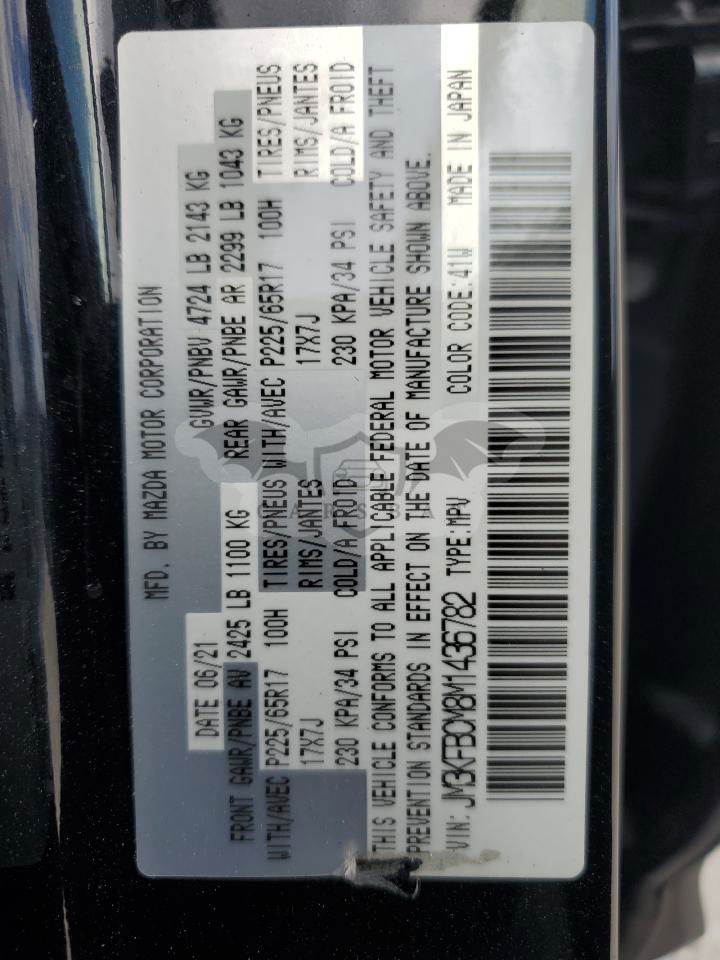 MFD. BY MAZDA MOTOR CORPORATION
DATE 06/21 GVWR/PNBV 4724 LB 2143 KG
FRONT GAWR/PNBE AV 2425 LB 1100 KG REAR GAWR/PNBE AR 2299 LB 1043 KG
WITH/AVEC P225/65R17 100H TIRES/PNEUS WITH/AVEC P225/65R17 100H TIRES/PNEUS
17X7J RIMS/JANTES 17X7J RIMS/JANTES
230 KPA/34 PSI COLD/A FROID 230 KPA/34 PSI COLD/A FROID
THIS VEHICLE CONFORMS TO ALL APPLICABLE FEDERAL MOTOR VEHICLE SAFETY AND THEFT
PREVENTION STANDARDS IN EFFECT ON THE DATE OF MANUFACTURE SHOWN ABOVE.
VIN: JM3KFBCM8M1436782 TYPE:MPV COLOR CODE:41W MADE IN JAPAN